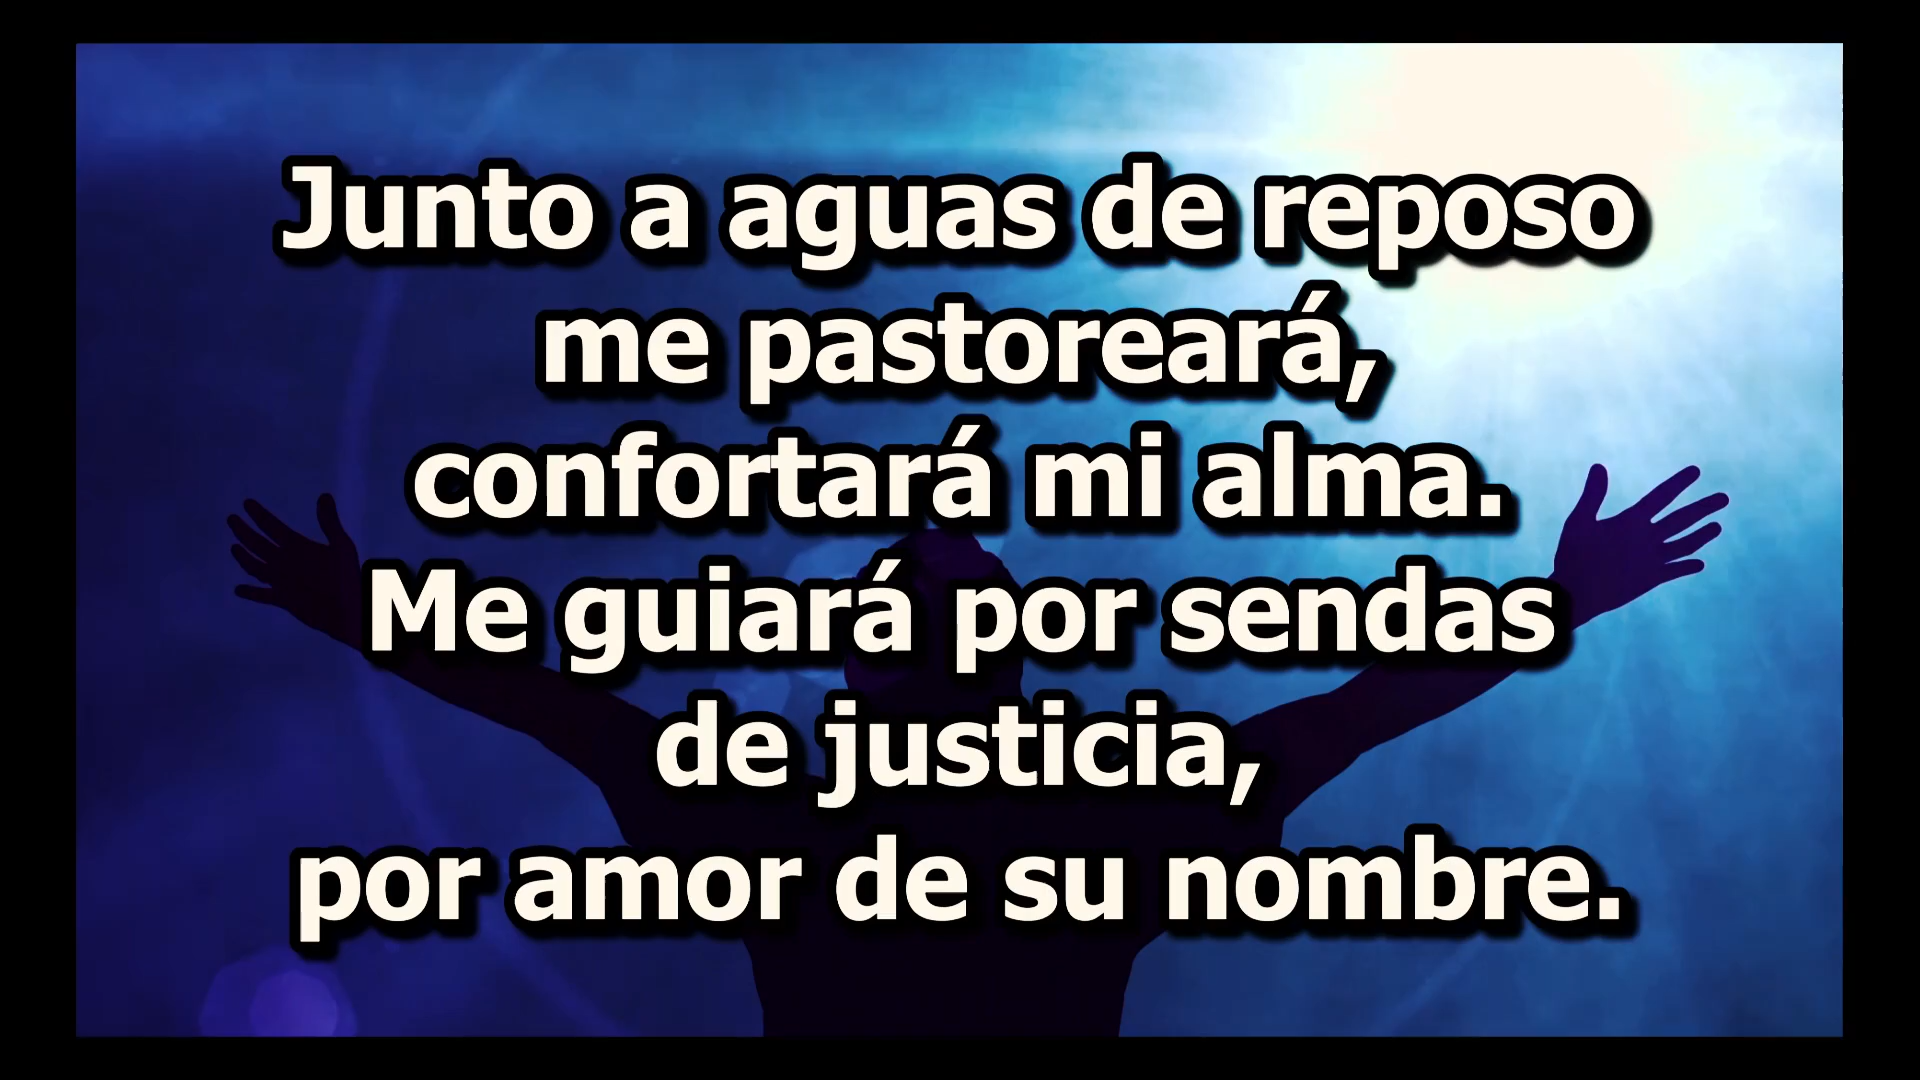 Junto a aguas de reposo
me pastoreará,
confortará mi alma.
Me guiará por sendas
de justicia,
por amor de su nombre.